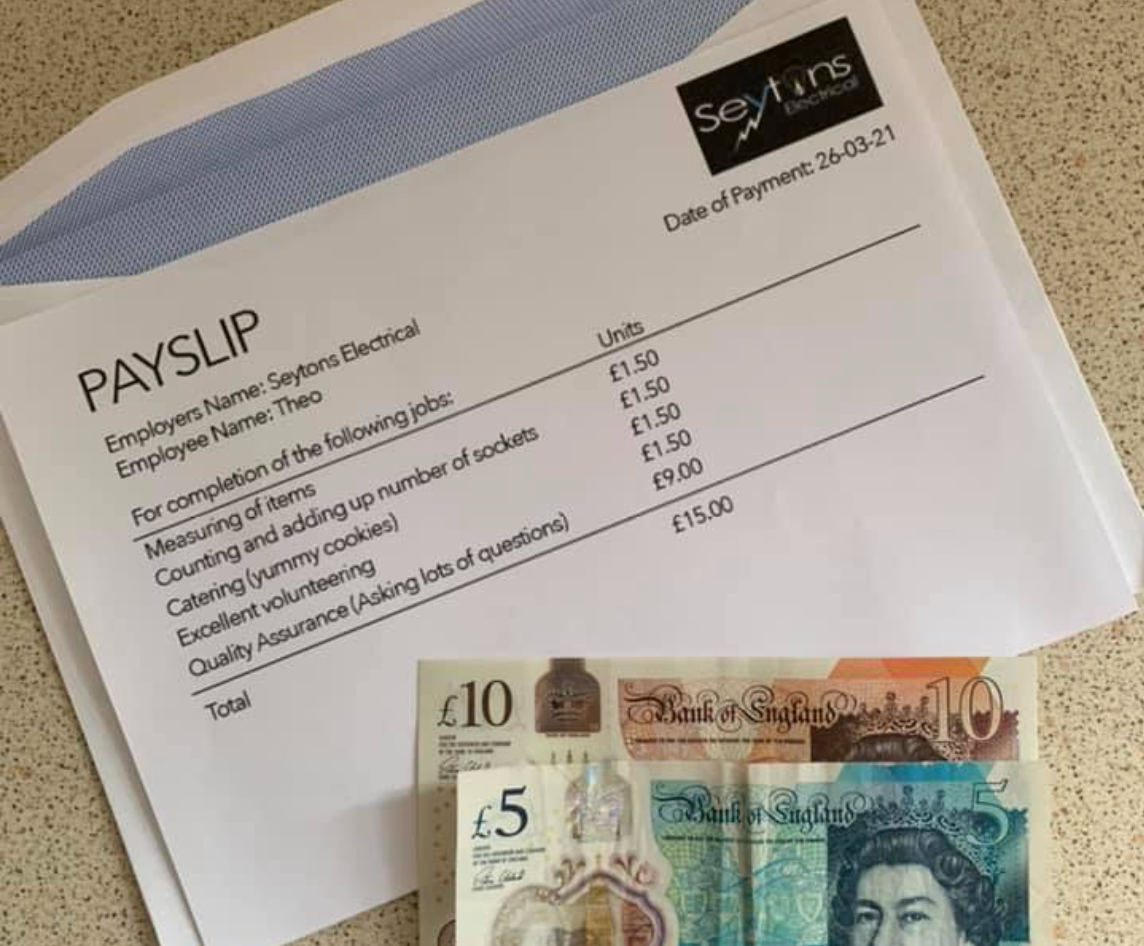 Seytons
Electrical
Date of Payment: 26-03-21
PAYSLIP
Employers Name: Seytons Electrical
Employee Name: Theo
For completion of the following jobs: Units
Measuring of items £1.50
Counting and adding up number of sockets £1.50
Catering (yummy cookies) £1.50
Excellent volunteering £1.50
Quality Assurance (Asking lots of questions) £9.00
Total £15.00
£10 Bank of England 10
£5 Bank of England 5